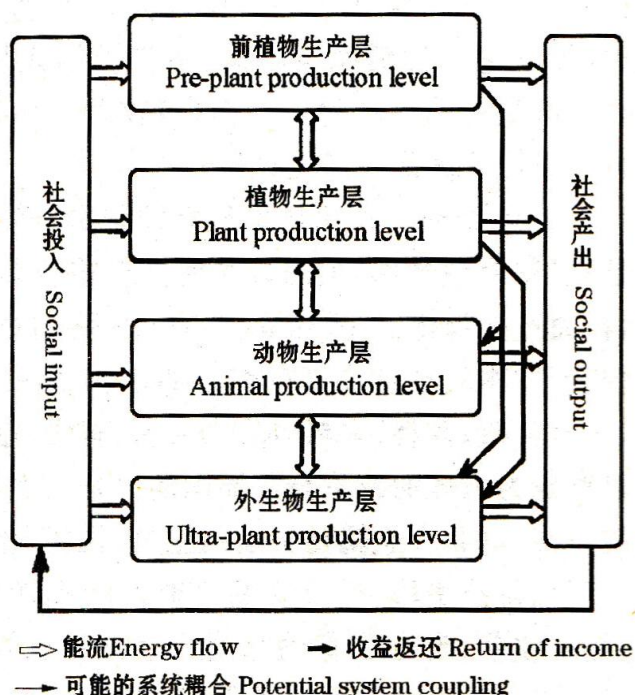 前植物生产层
Pre-plant production level
植物生产层
Plant production level
动物生产层
Animal production level
外生物生产层
Ultra-plant production level
社会投入 Social input
社会产出 Social output
能流Energy flow
收益返还 Return of income
可能的系统耦合 Potential system coupling